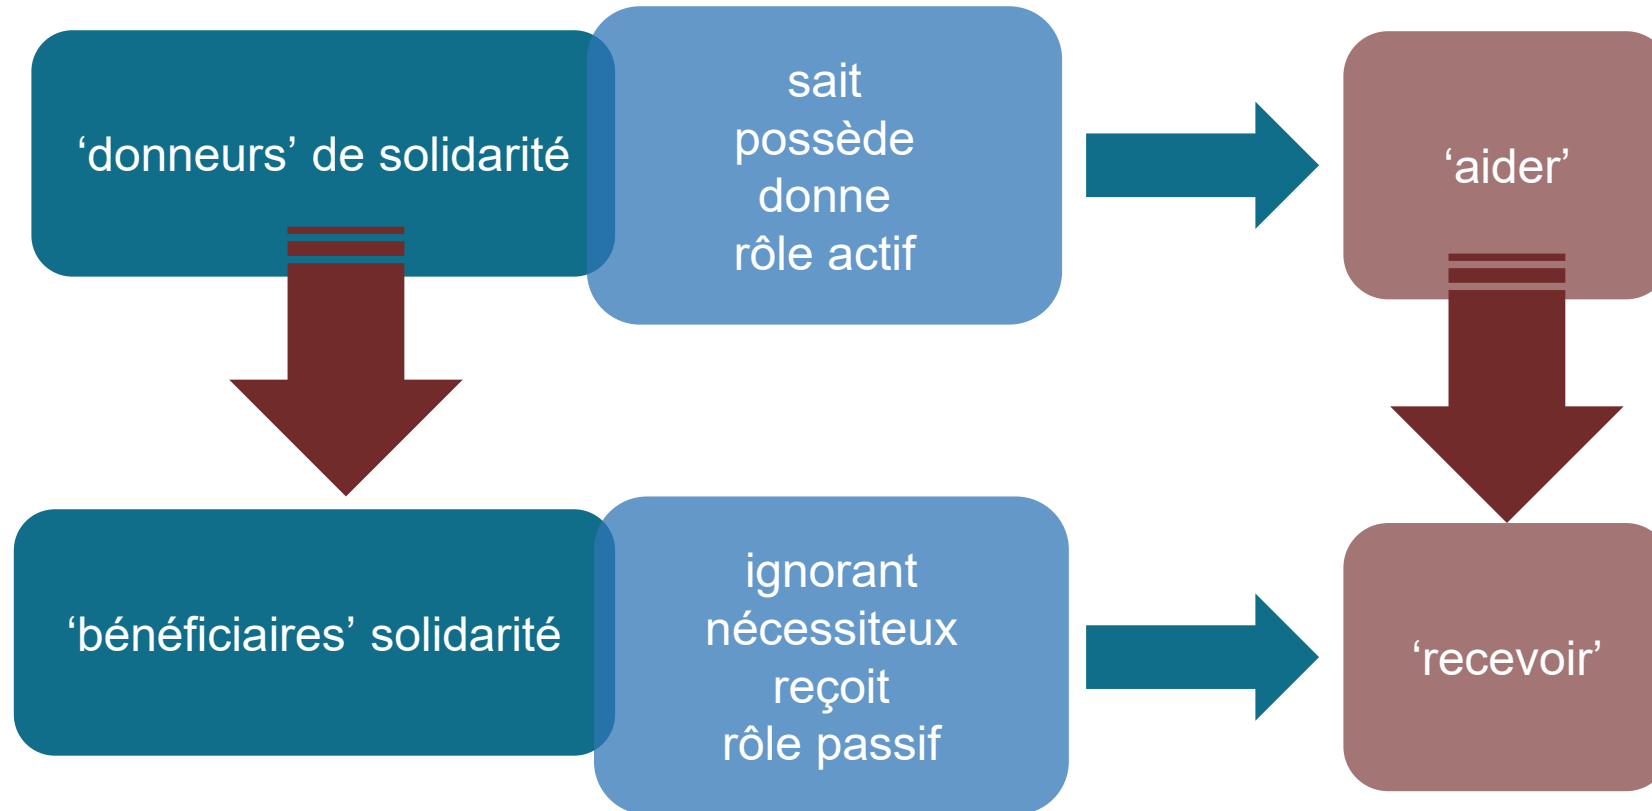 ‘donneurs’ de solidarité
sait
possède
donne
rôle actif
‘aider’
‘bénéficiaires’ solidarité
ignorant
nécessiteux
reçoit
rôle passif
‘recevoir’